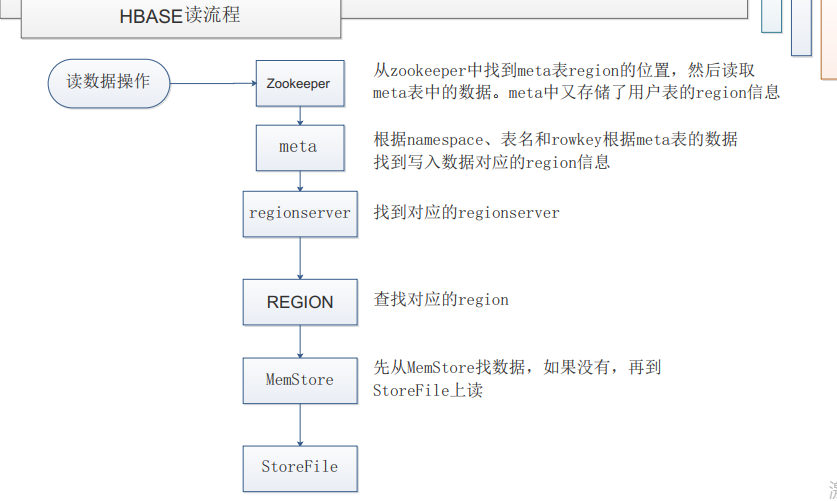 HBASE读流程
读数据操作
Zookeeper
从zookeeper中找到meta表region的位置，然后读取
meta表中的数据。meta中又存储了用户表的region信息
meta
根据namespace、表名和rowkey根据meta表的数据
找到写入数据对应的region信息
regionserver
找到对应的regionserver
REGION
查找对应的region
MemStore
先从MemStore找数据，如果没有，再到
StoreFile上读
StoreFile